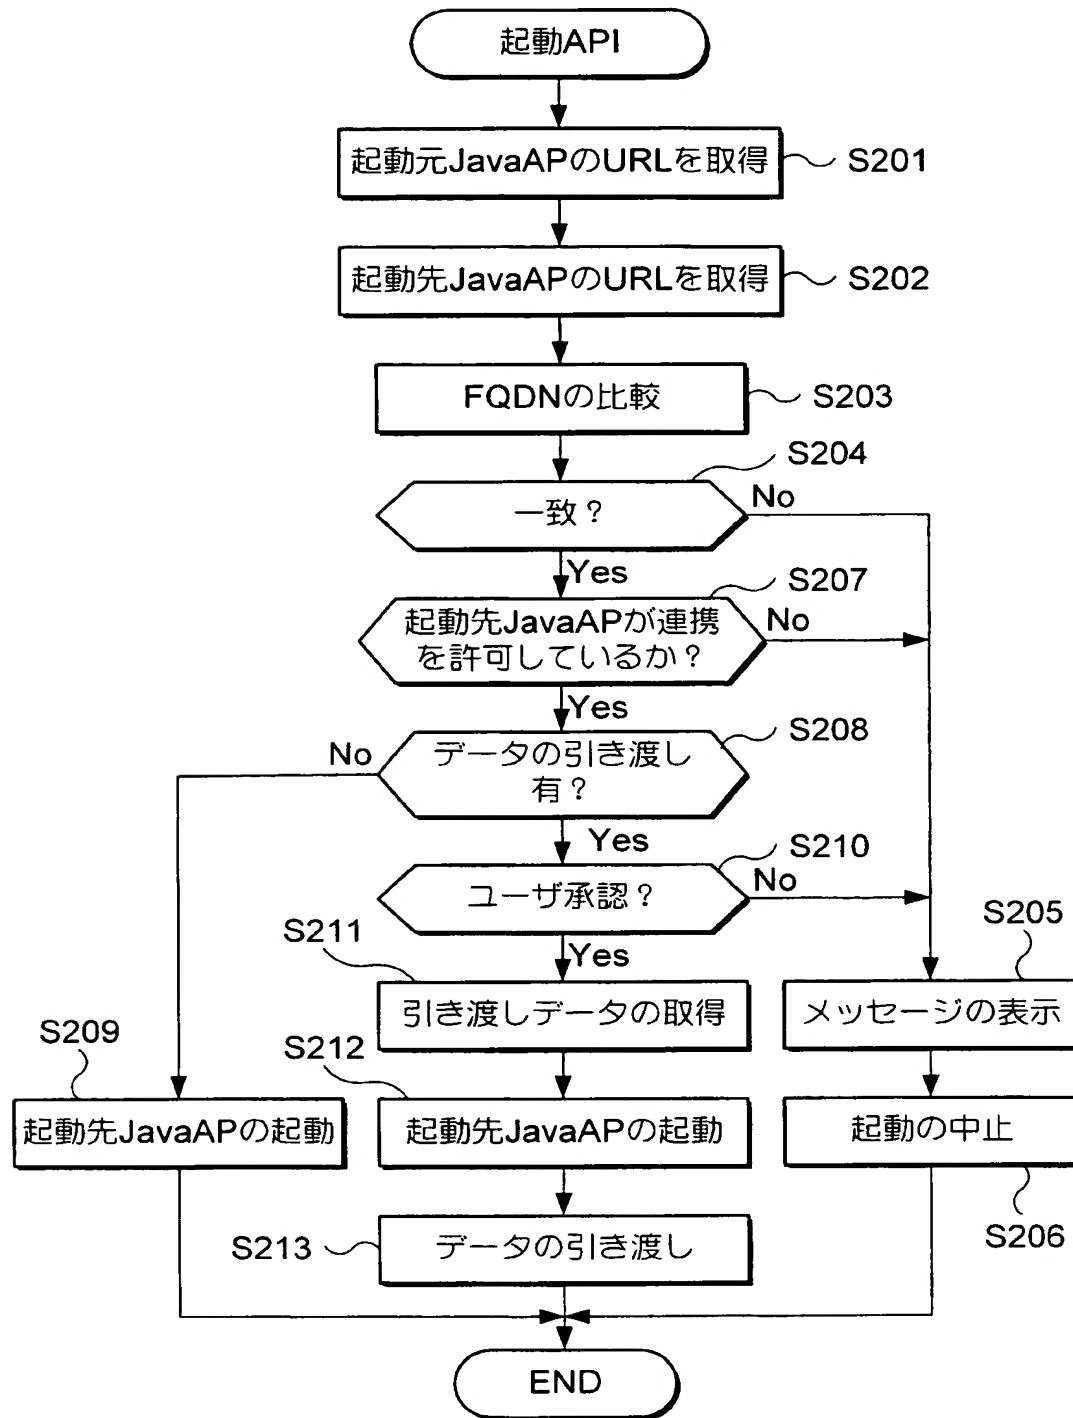 起動API
起動元JavaAPのURLを取得
S201
起動先JavaAPのURLを取得
S202
FQDNの比較
S203
S204
一致？
No
Yes
S207
起動先JavaAPが連携
を許可しているか？
No
Yes
S208
データの引き渡し
有？
No
Yes
S210
ユーザ承認？
No
Yes
S211
引き渡しデータの取得
S205
メッセージの表示
S209
起動先JavaAPの起動
S212
起動先JavaAPの起動
起動の中止
S206
S213
データの引き渡し
END